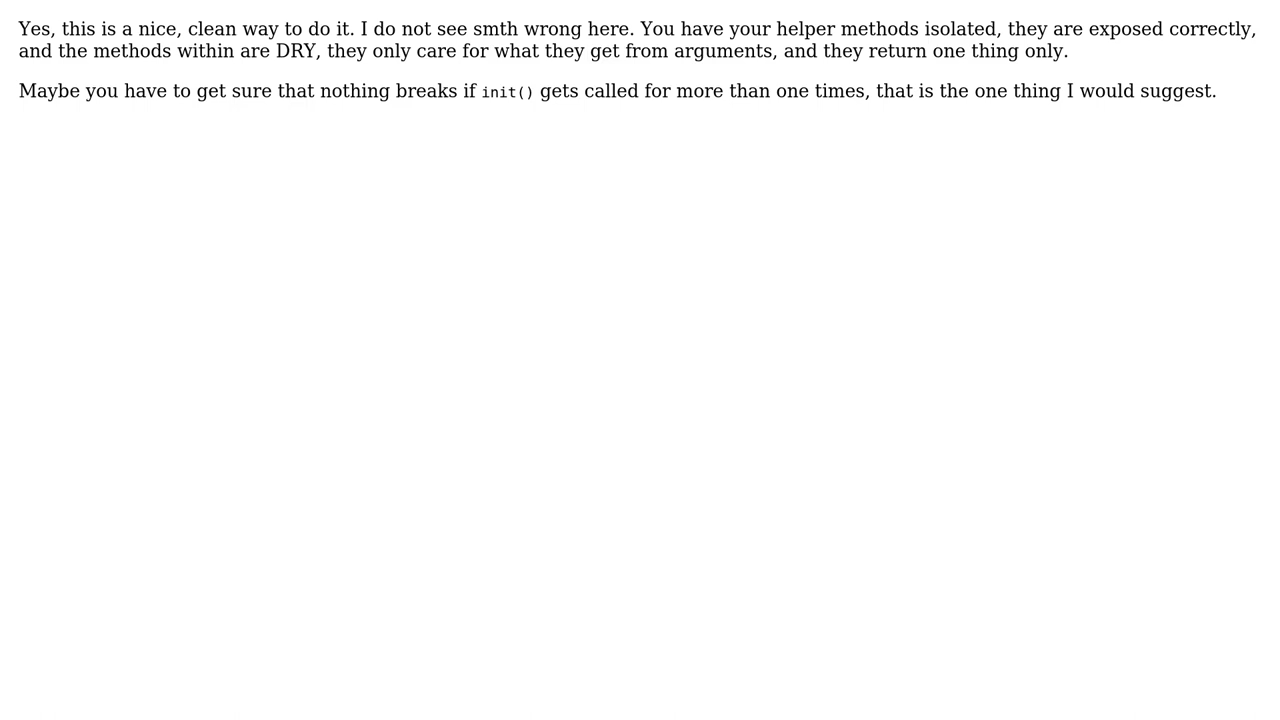 Yes, this is a nice, clean way to do it. I do not see smth wrong here. You have your helper methods isolated, they are exposed correctly,
and the methods within are DRY, they only care for what they get from arguments, and they return one thing only.
Maybe you have to get sure that nothing breaks if init() gets called for more than one times, that is the one thing I would suggest.